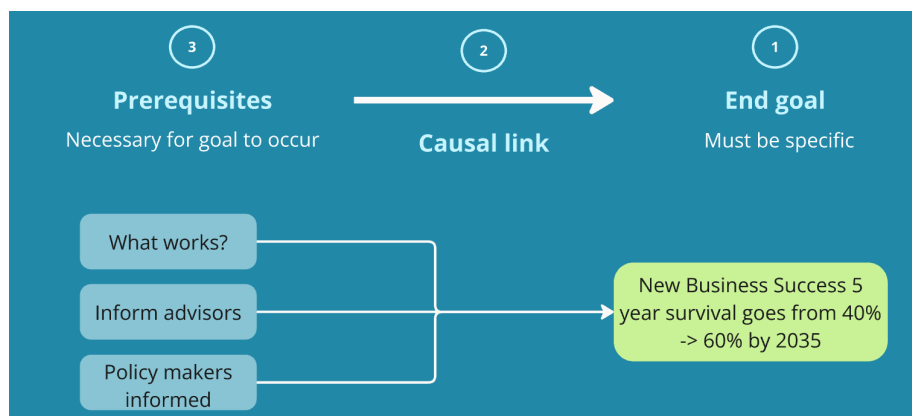 3
2
1
Prerequisites
End goal
Necessary for goal to occur
Causal link
Must be specific
What works?
Inform advisors
Policy makers
informed
New Business Success 5
year survival goes from 40%
-> 60% by 2035